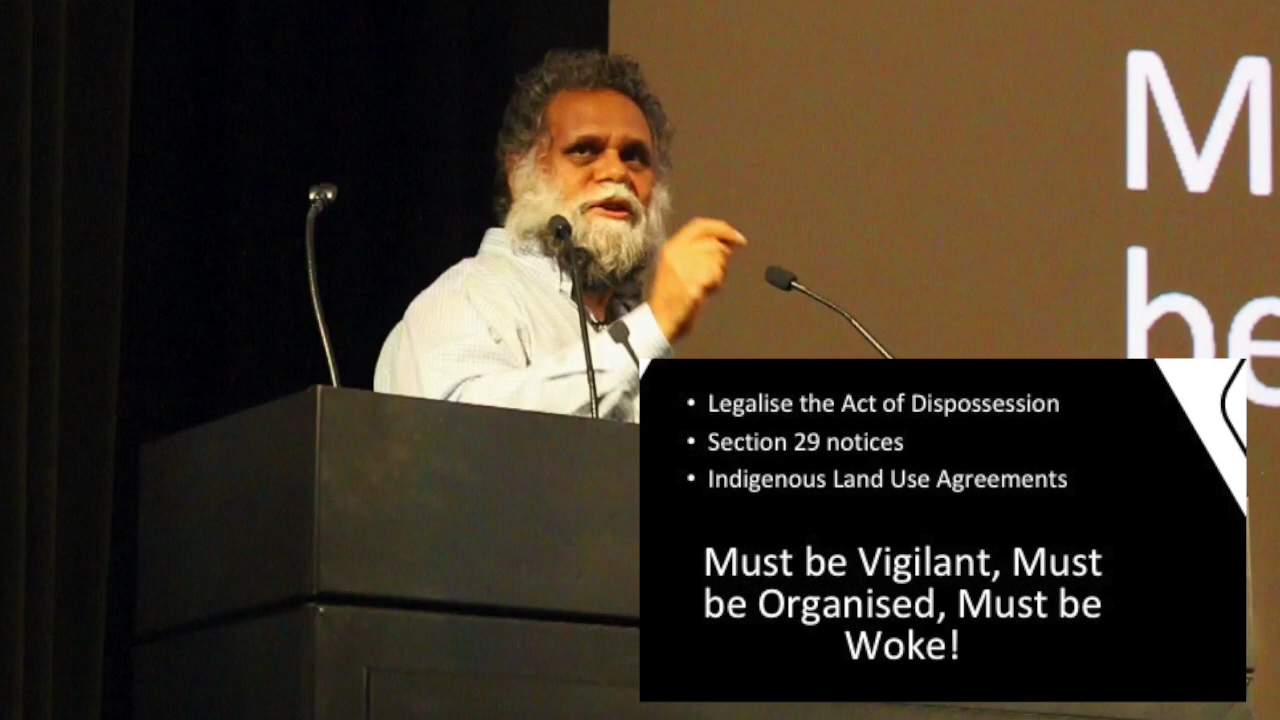 M
be
• Legalise the Act of Dispossession
• Section 29 notices
• Indigenous Land Use Agreements
Must be Vigilant, Must
be Organised, Must be
Woke!